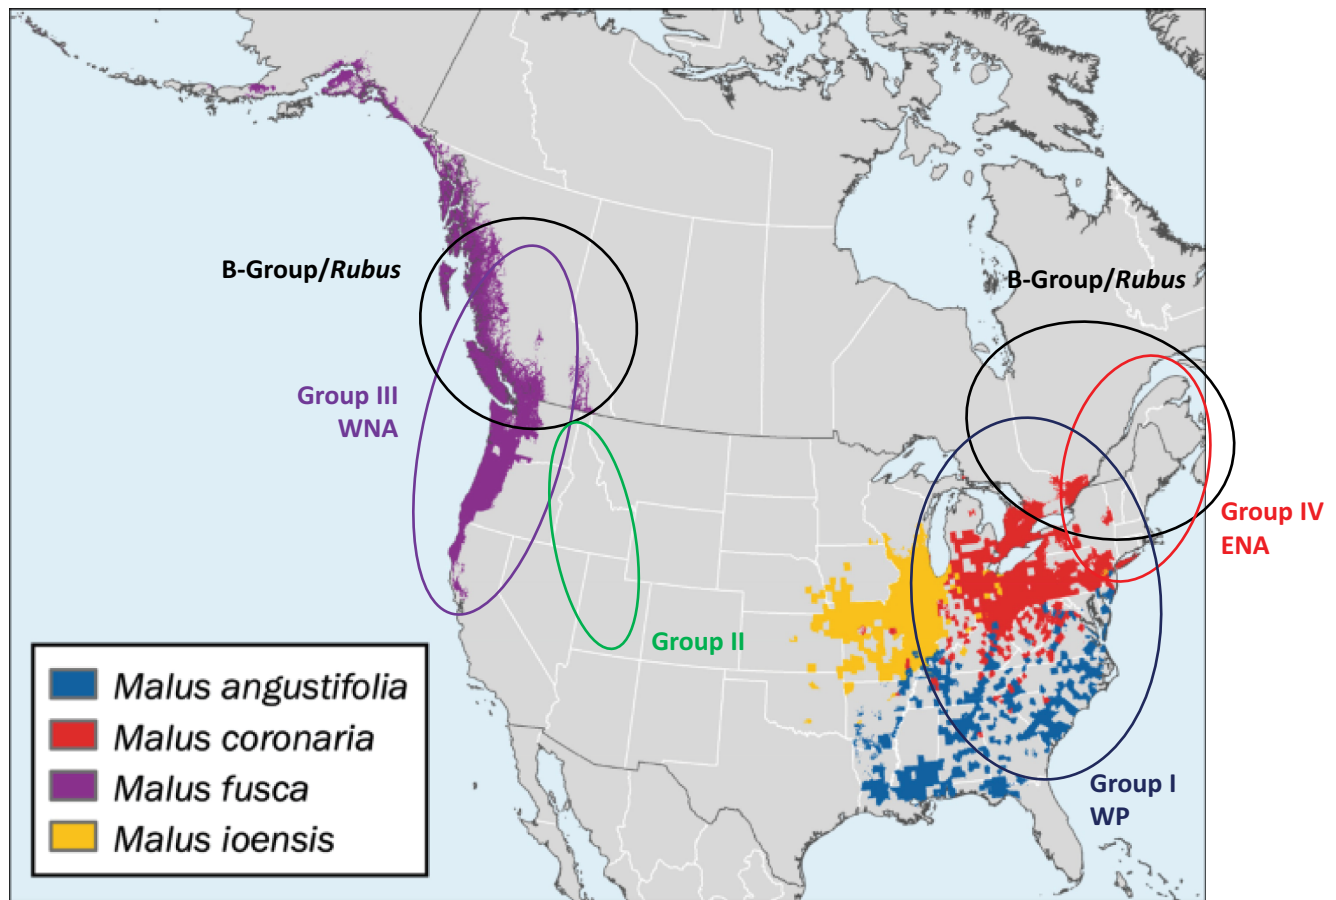 B-Group/Rubus
B-Group/Rubus
Group III
WNA
Group IV
ENA
Group II
Group I
WP
Malus angustifolia
Malus coronaria
Malus fusca
Malus ioensis